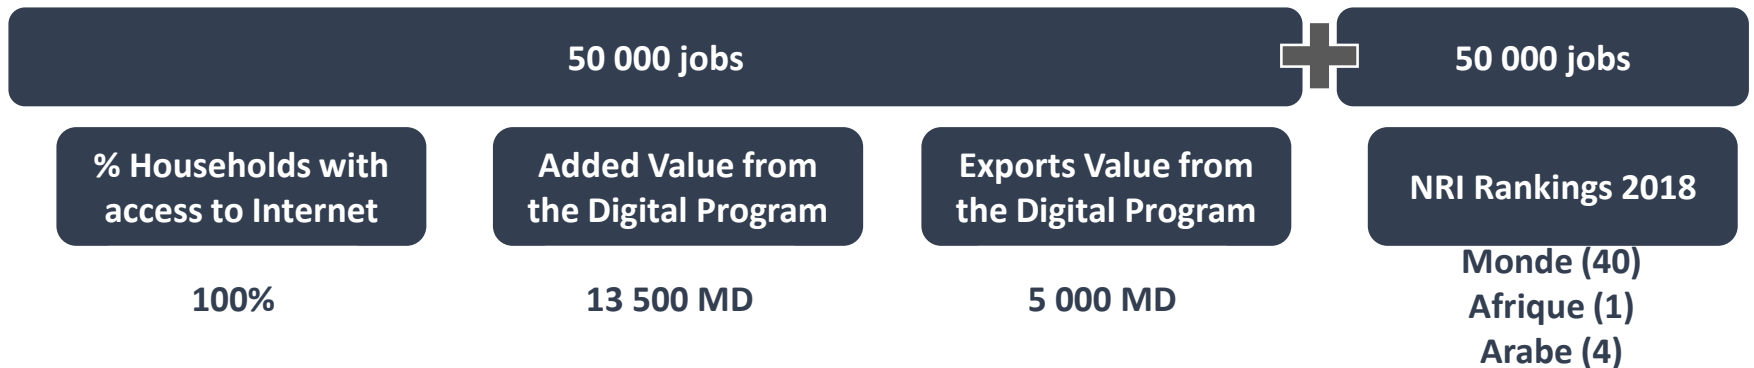 50 000 jobs
50 000 jobs
% Households with
access to Internet
Added Value from
the Digital Program
Exports Value from
the Digital Program
NRI Rankings 2018
100%
13 500 MD
5 000 MD
Monde (40)
Afrique (1)
Arabe (4)